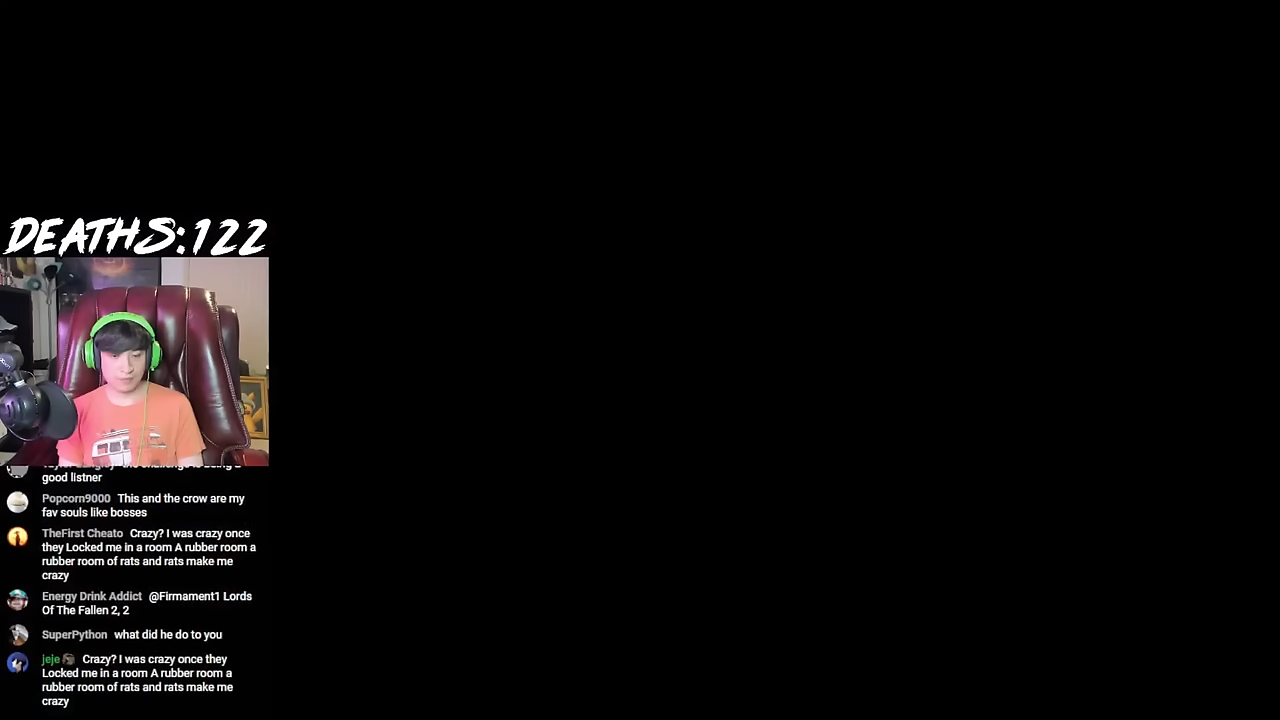 DEATHS:122
good listner
Popcorn9000 This and the crow are my
fav souls like bosses
TheFirst Cheato Crazy? I was crazy once
they Locked me in a room A rubber room a
rubber room of rats and rats make me
crazy
Energy Drink Addict @Firmament1 Lords
Of The Fallen 2, 2
SuperPython what did he do to you
jeje Crazy? I was crazy once they
Locked me in a room A rubber room a
rubber room of rats and rats make me
crazy